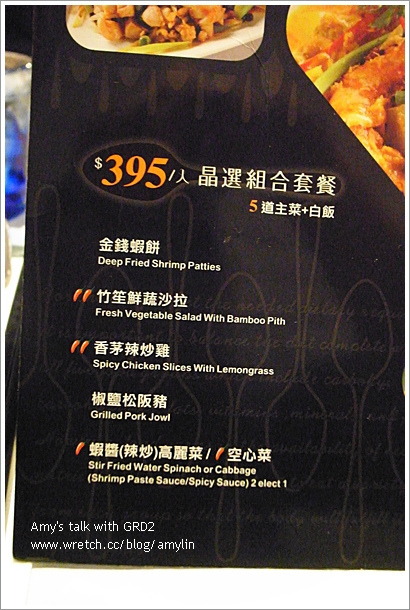 $395/人 晶選組合套餐
5 道主菜+白飯
金錢蝦餅
Deep Fried Shrimp Patties
竹笙鮮蔬沙拉
Fresh Vegetable Salad With Bamboo Pith
香茅辣炒雞
Spicy Chicken Slices With Lemongrass
椒鹽松阪豬
Grilled Pork Jowl
蝦醬(辣炒)高麗菜 / 空心菜
Stir Fried Water Spinach or Cabbage
(Shrimp Paste Sauce/Spicy Sauce) 2 elect 1
Amy's talk with GRD2
www.wretch.cc/blog/amylin